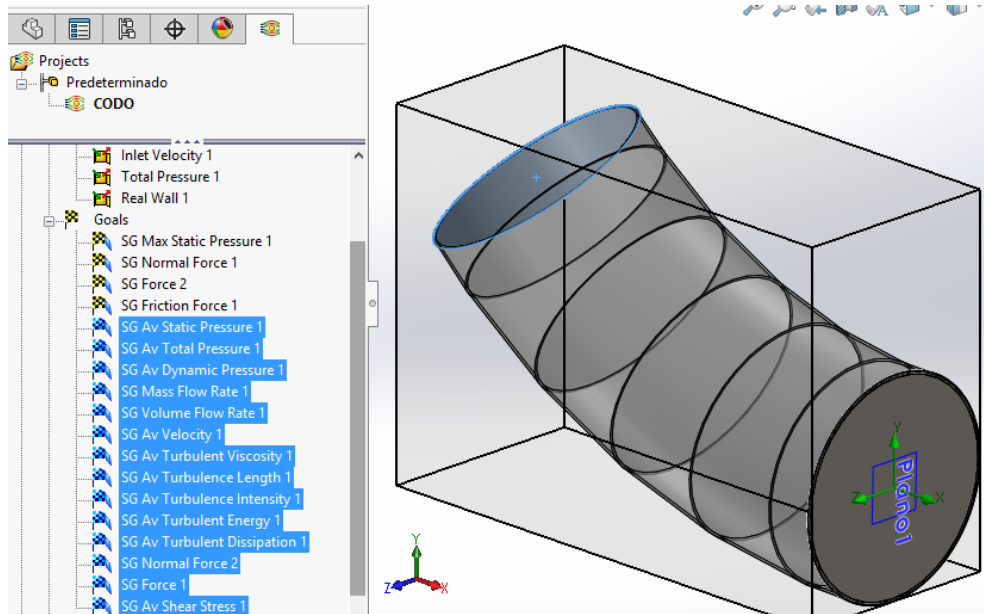 Projects
Predeterminado
CODO
Inlet Velocity 1
Total Pressure 1
Real Wall 1
Goals
SG Max Static Pressure 1
SG Normal Force 1
SG Force 2
SG Friction Force 1
SG Av Static Pressure 1
SG Av Total Pressure 1
SG Av Dynamic Pressure 1
SG Mass Flow Rate 1
SG Volume Flow Rate 1
SG Av Velocity 1
SG Av Turbulent Viscosity 1
SG Av Turbulence Length 1
SG Av Turbulence Intensity 1
SG Av Turbulent Energy 1
SG Av Turbulent Dissipation 1
SG Normal Force 2
SG Force 1
SG Av Shear Stress 1
Y
Z
X
Plano1
Y
Z
X